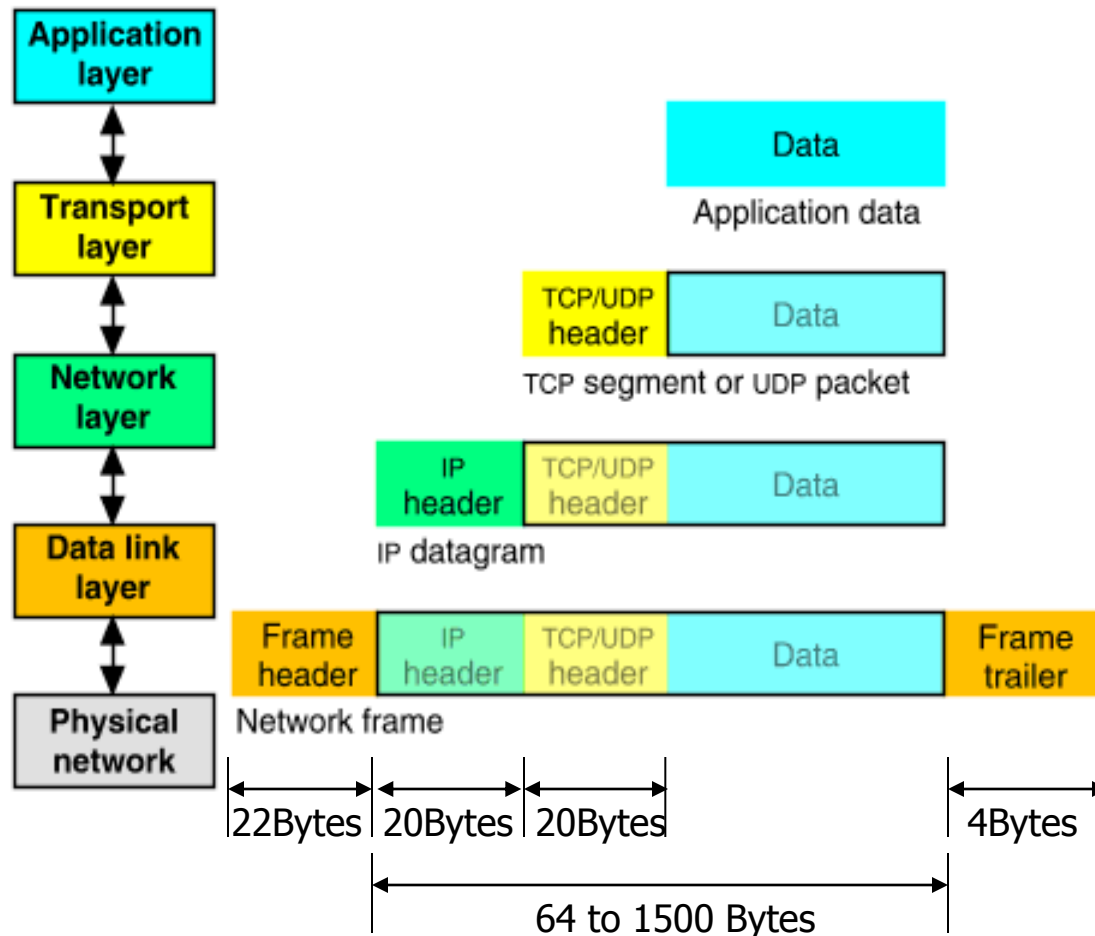 Application
layer
Data
Application data
Transport
layer
TCP/UDP
header
Data
TCP segment or UDP packet
Network
layer
IP
header
TCP/UDP
header
Data
IP datagram
Data link
layer
Frame
header
IP
header
TCP/UDP
header
Data
Frame
trailer
Network frame
Physical
network
22Bytes
20Bytes
20Bytes
4Bytes
64 to 1500 Bytes